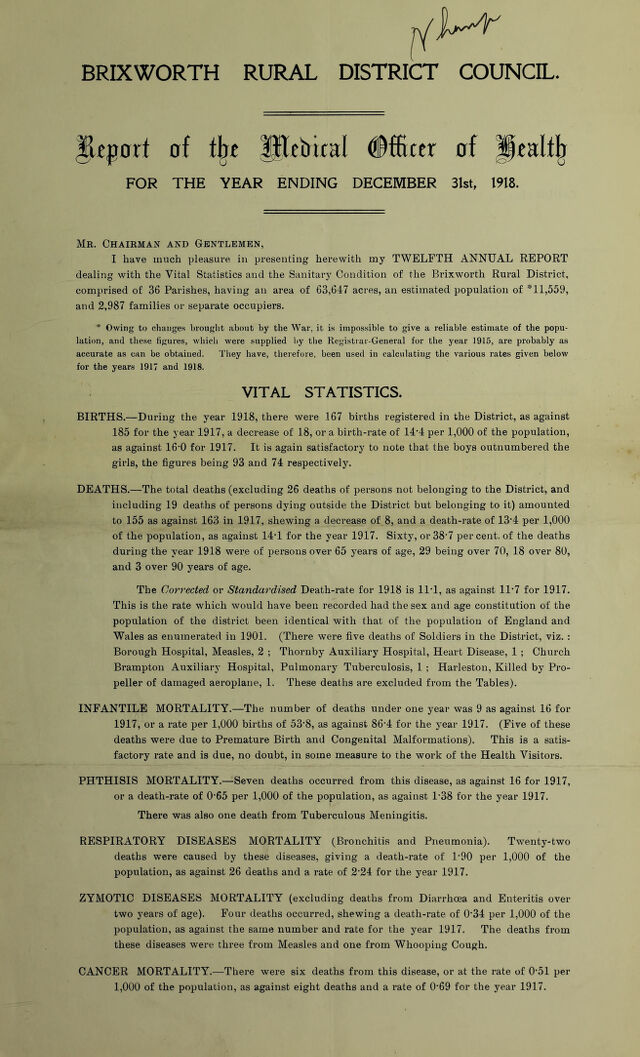 BRIXWORTH RURAL DISTRICT COUNCIL.
Report of the Medical Officer of Health
FOR THE YEAR ENDING DECEMBER 31st, 1918.
MR. CHAIRMAN AND GENTLEMEN,
I have much pleasure in presenting herewith my TWELFTH ANNUAL REPORT
dealing with the Vital Statistics and the Sanitary Condition of the Brixworth Rural District,
comprised of 36 Parishes, having an area of 63,647 acres, an estimated population of *11,559,
and 2,987 families or separate occupiers.
* Owing to changes brought about by the War, it is impossible to give a reliable estimate of the popu-
lation, and these figures, which were supplied by the Registrar-General for the year 1915, are probably as
accurate as can be obtained. They have, therefore, been used in calculating the various rates given below
for the years 1917 and 1918.
VITAL STATISTICS.
BIRTHS.—During the year 1918, there were 167 births registered in the District, as against
185 for the year 1917, a decrease of 18, or a birth-rate of 14·4 per 1,000 of the population,
as against 16·0 for 1917. It is again satisfactory to note that the boys outnumbered the
girls, the figures being 93 and 74 respectively.
DEATHS.—The total deaths (excluding 26 deaths of persons not belonging to the District, and
including 19 deaths of persons dying outside the District but belonging to it) amounted
to 155 as against 163 in 1917, shewing a decrease of 8, and a death-rate of 13·4 per 1,000
of the population, as against 14·1 for the year 1917. Sixty, or 38·7 per cent. of the deaths
during the year 1918 were of persons over 65 years of age, 29 being over 70, 18 over 80,
and 3 over 90 years of age.
The Corrected or Standardised Death-rate for 1918 is 11·1, as against 11·7 for 1917.
This is the rate which would have been recorded had the sex and age constitution of the
population of the district been identical with that of the population of England and
Wales as enumerated in 1901. (There were five deaths of Soldiers in the District, viz. :
Borough Hospital, Measles, 2 ; Thornby Auxiliary Hospital, Heart Disease, 1 ; Church
Brampton Auxiliary Hospital, Pulmonary Tuberculosis, 1 ; Harleston, Killed by Pro-
peller of damaged aeroplane, 1. These deaths are excluded from the Tables).
INFANTILE MORTALITY.—The number of deaths under one year was 9 as against 16 for
1917, or a rate per 1,000 births of 53·8, as against 86·4 for the year 1917. (Five of these
deaths were due to Premature Birth and Congenital Malformations). This is a satis-
factory rate and is due, no doubt, in some measure to the work of the Health Visitors.
PHTHISIS MORTALITY.—Seven deaths occurred from this disease, as against 16 for 1917,
or a death-rate of 0·65 per 1,000 of the population, as against 1·38 for the year 1917.
There was also one death from Tuberculous Meningitis.
RESPIRATORY DISEASES MORTALITY (Bronchitis and Pneumonia). Twenty-two
deaths were caused by these diseases, giving a death-rate of 1·90 per 1,000 of the
population, as against 26 deaths and a rate of 2·24 for the year 1917.
ZYMOTIC DISEASES MORTALITY (excluding deaths from Diarrhœa and Enteritis over
two years of age). Four deaths occurred, shewing a death-rate of 0·34 per 1,000 of the
population, as against the same number and rate for the year 1917. The deaths from
these diseases were three from Measles and one from Whooping Cough.
CANCER MORTALITY.—There were six deaths from this disease, or at the rate of 0·51 per
1,000 of the population, as against eight deaths and a rate of 0·69 for the year 1917.